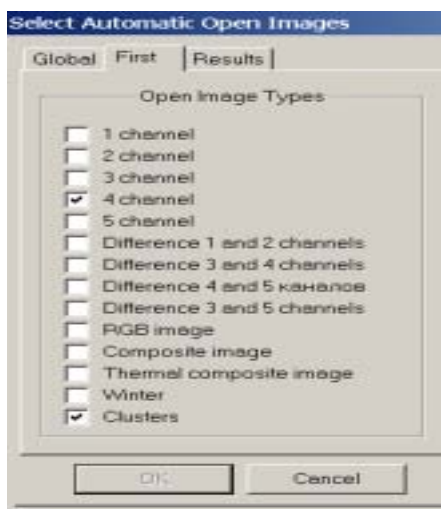 Select Automatic Open Images
Global First Results
Open Image Types
1 channel
2 channel
3 channel
4 channel
5 channel
Difference 1 and 2 channels
Difference 3 and 4 channels
Difference 4 and 5 каналов
Difference 3 and 5 channels
RGB image
Composite image
Thermal composite image
Winter
Clusters
OK Cancel